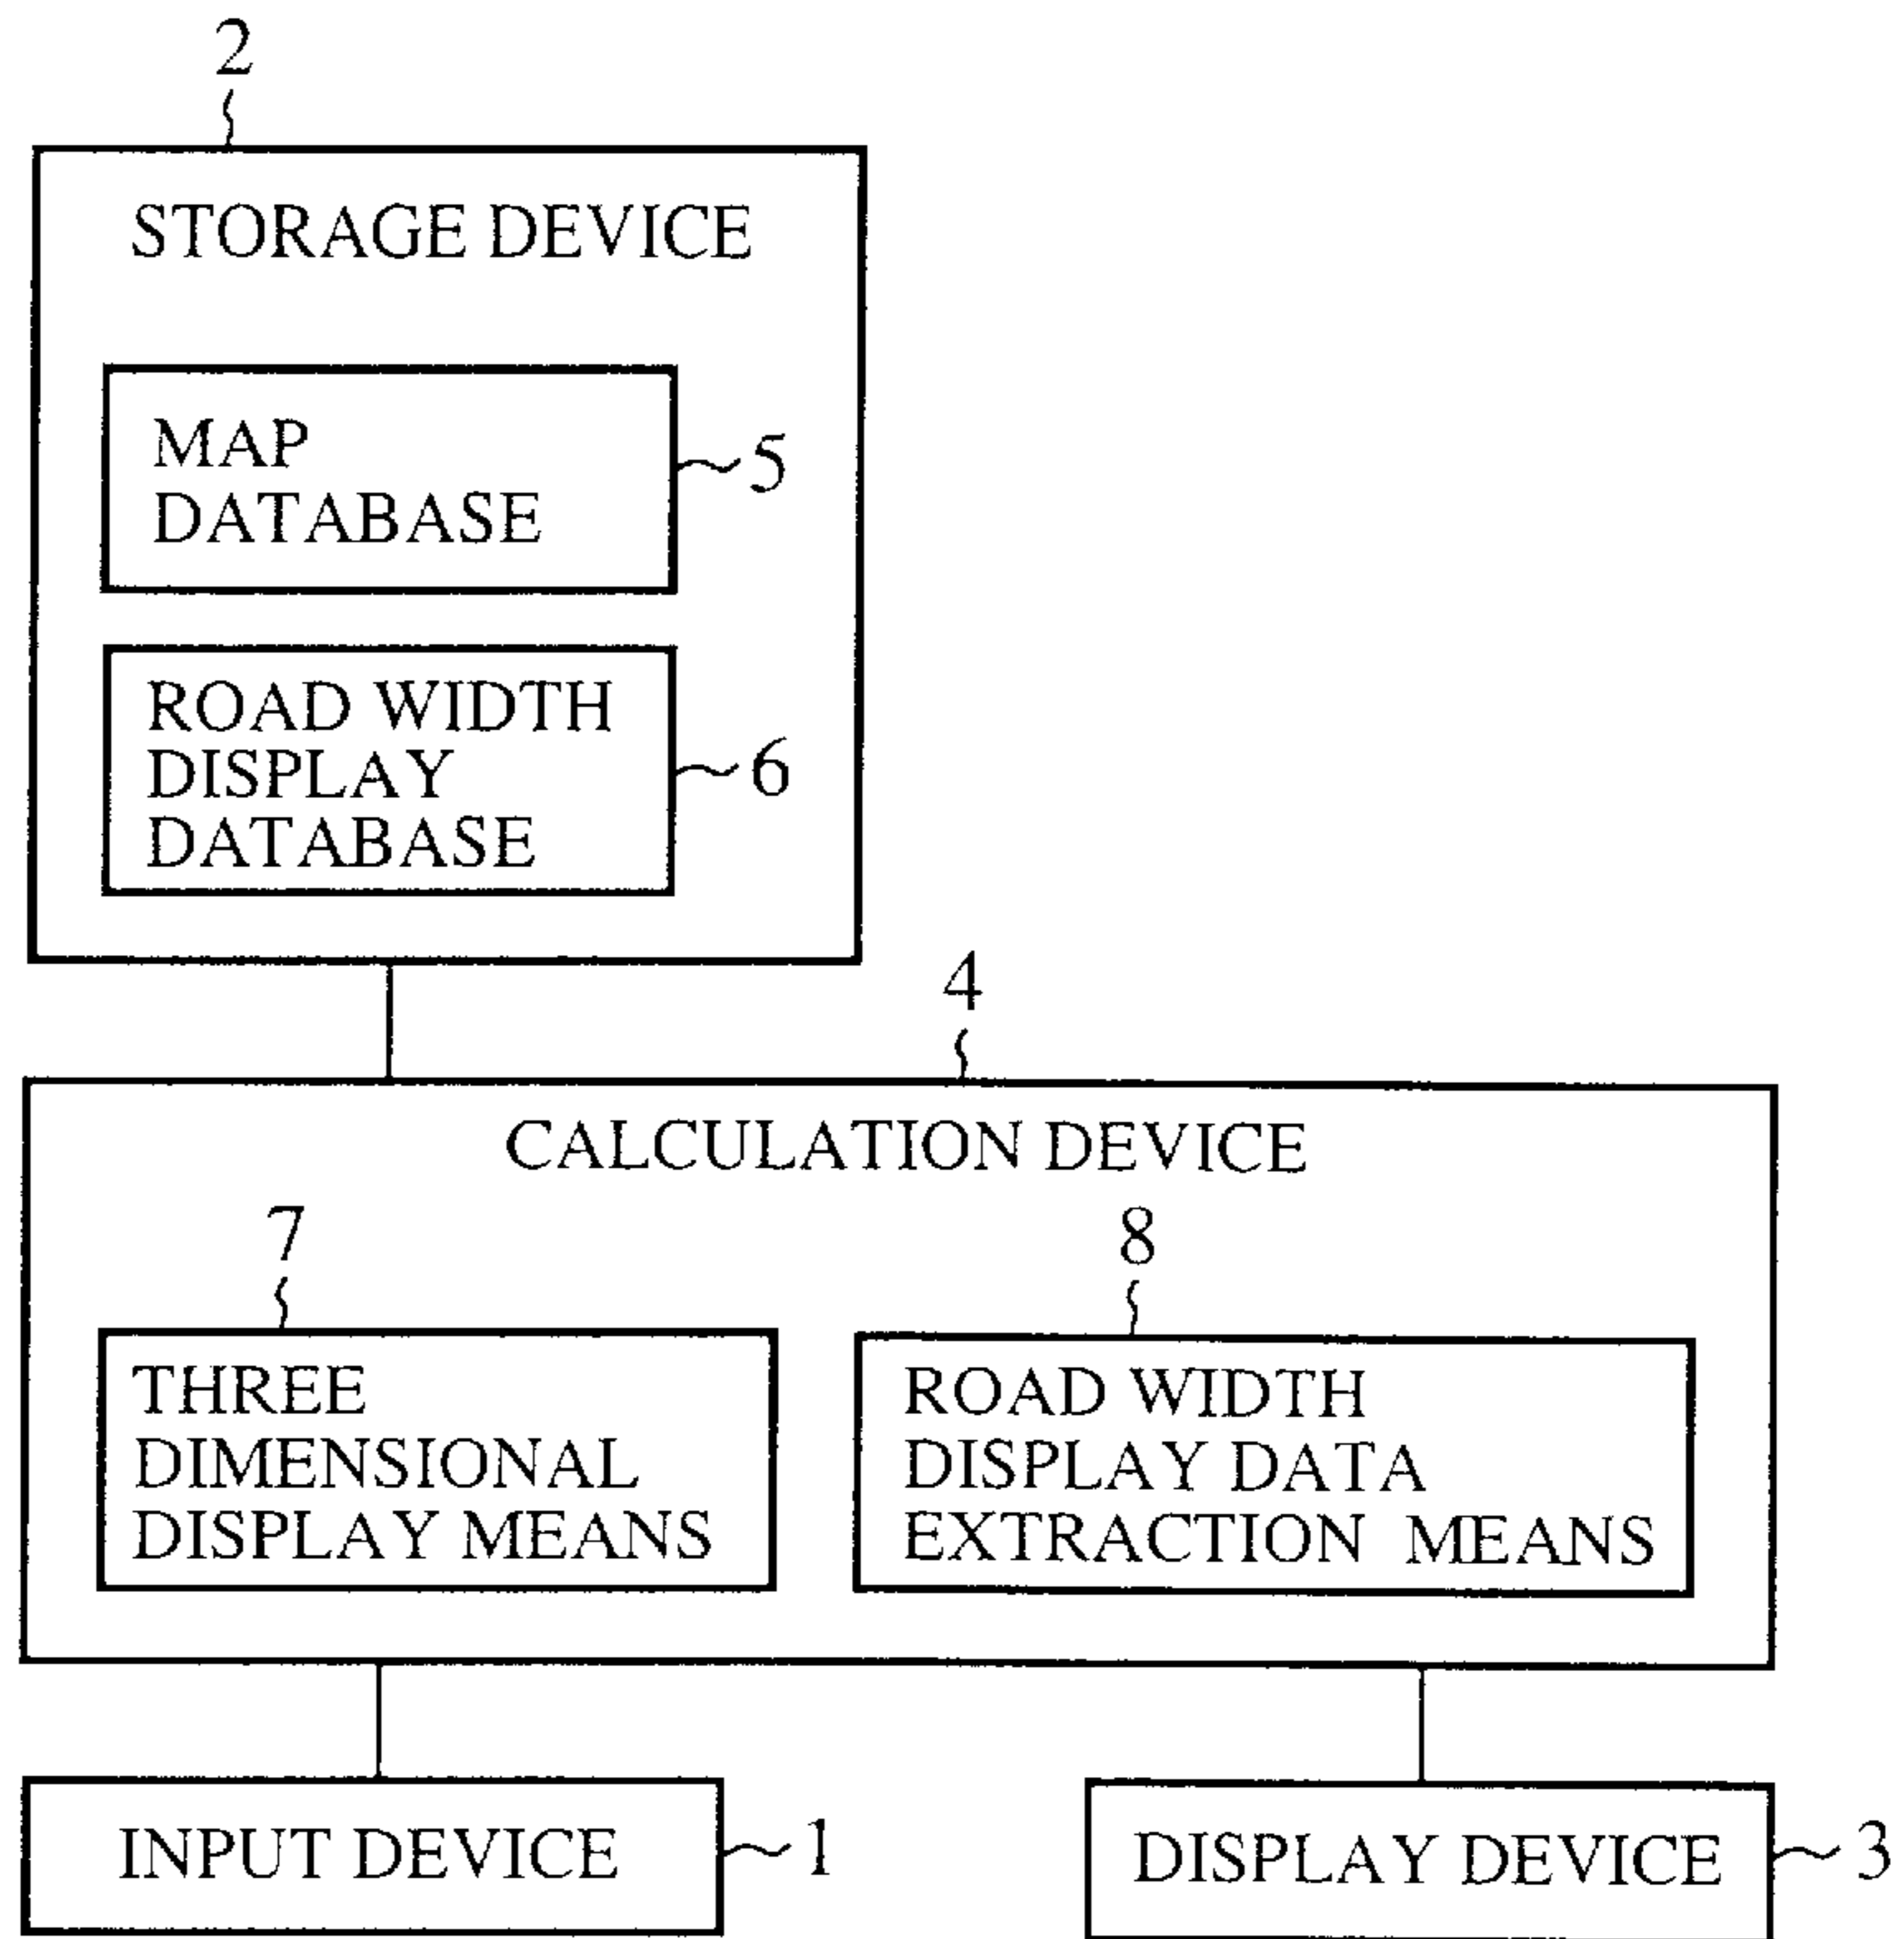 2
STORAGE DEVICE
MAP
DATABASE
5
ROAD WIDTH
DISPLAY
DATABASE
6
4
CALCULATION DEVICE
7
THREE
DIMENSIONAL
DISPLAY MEANS
8
ROAD WIDTH
DISPLAY DATA
EXTRACTION MEANS
INPUT DEVICE
1
DISPLAY DEVICE
3